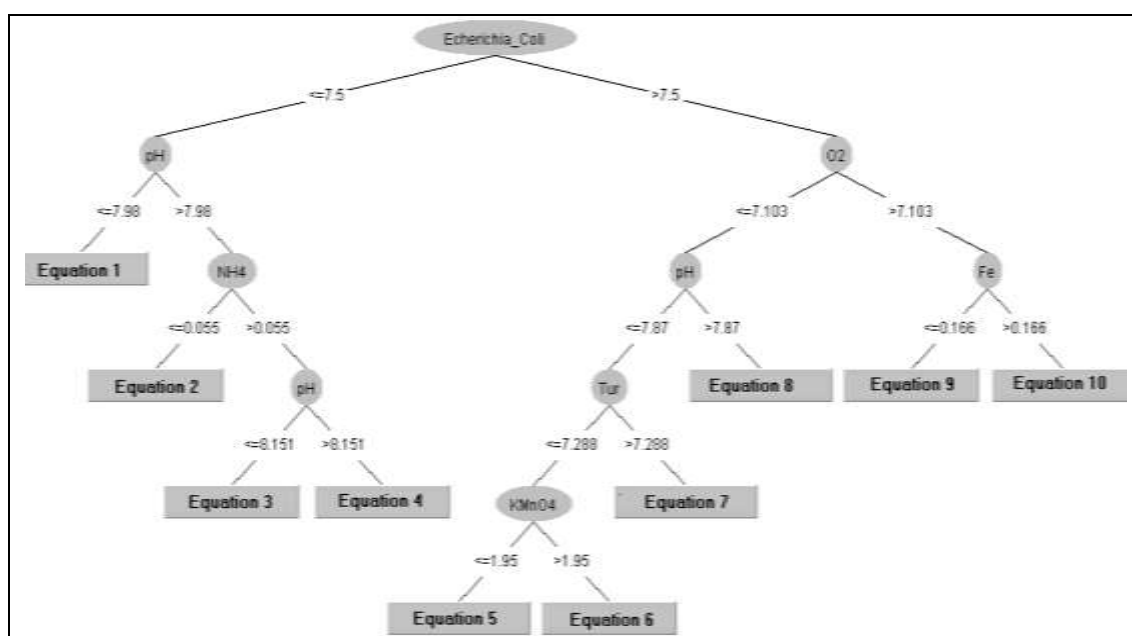 Echerichia_Coli
<=7.5 >7.5
pH O2
<=7.98 >7.98 <=7.103 >7.103
Equation 1 NH4 pH Fe
<=0.055 >0.055 <=7.87 >7.87 <=0.166 >0.166
Equation 2 pH Tur Equation 8 Equation 9 Equation 10
<=8.151 >8.151 <=7.288 >7.288
Equation 3 Equation 4 KMnO4 Equation 7
<=1.95 >1.95
Equation 5 Equation 6